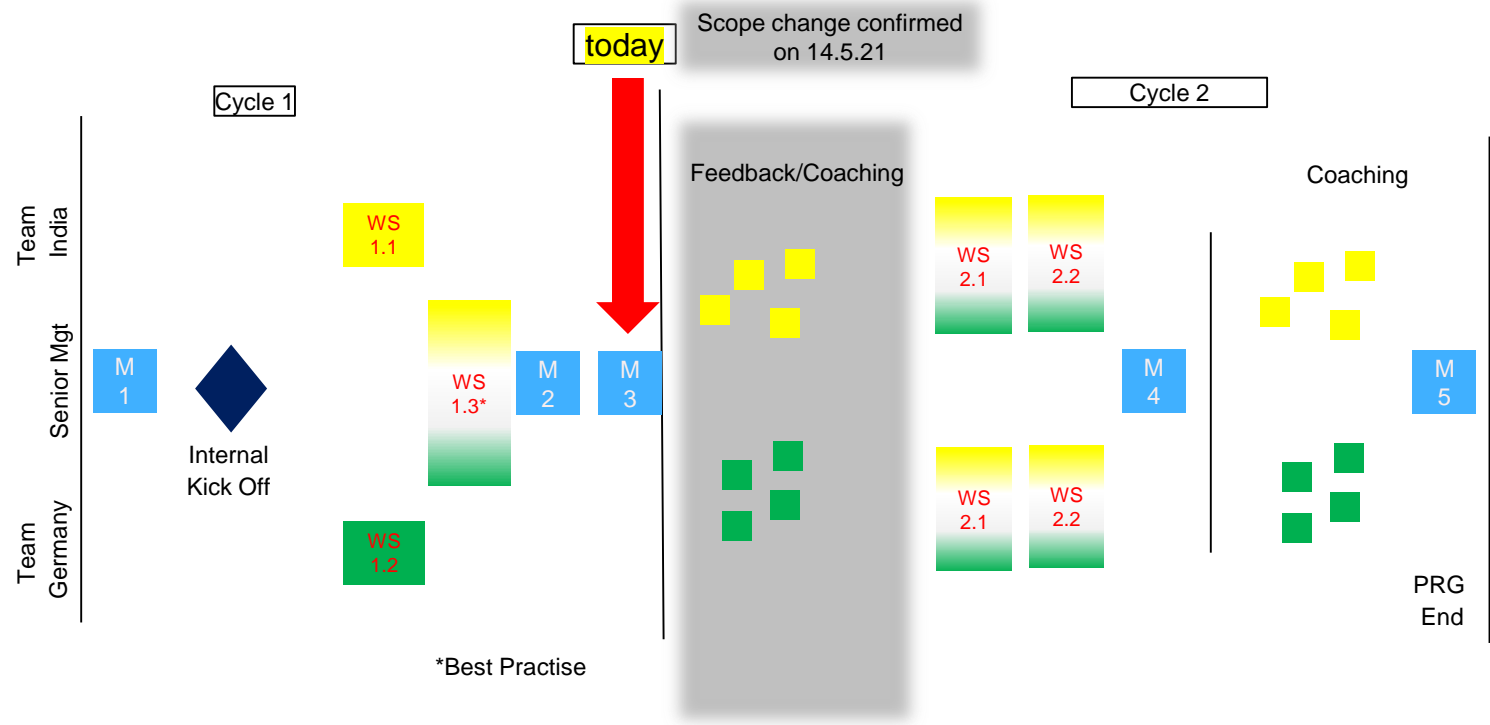 today
Scope change confirmed
on 14.5.21
Cycle 1
Cycle 2
Feedback/Coaching
Coaching
Team
India
WS
1.1
WS
2.1
WS
2.2
Senior Mgt
M
1
Internal
Kick Off
WS
1.3*
M
2
M
3
M
4
M
5
Team
Germany
WS
1.2
WS
2.1
WS
2.2
PRG
End
*Best Practise